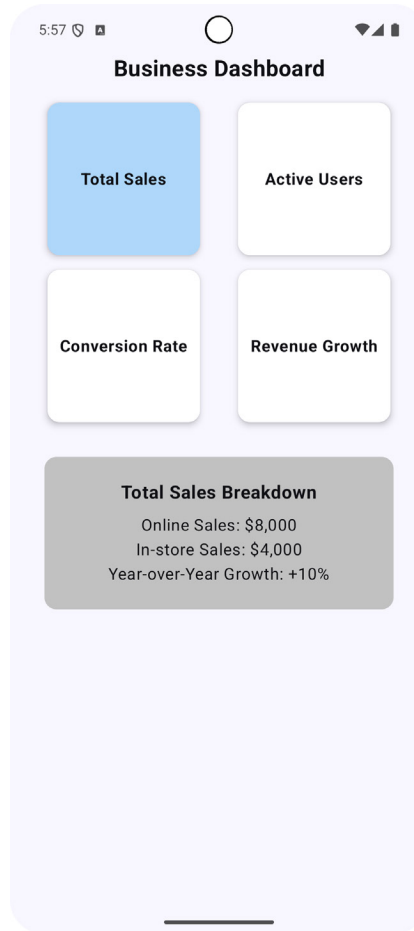 5:57
Business Dashboard
Total Sales
Active Users
Conversion Rate
Revenue Growth
Total Sales Breakdown
Online Sales: $8,000
In-store Sales: $4,000
Year-over-Year Growth: +10%